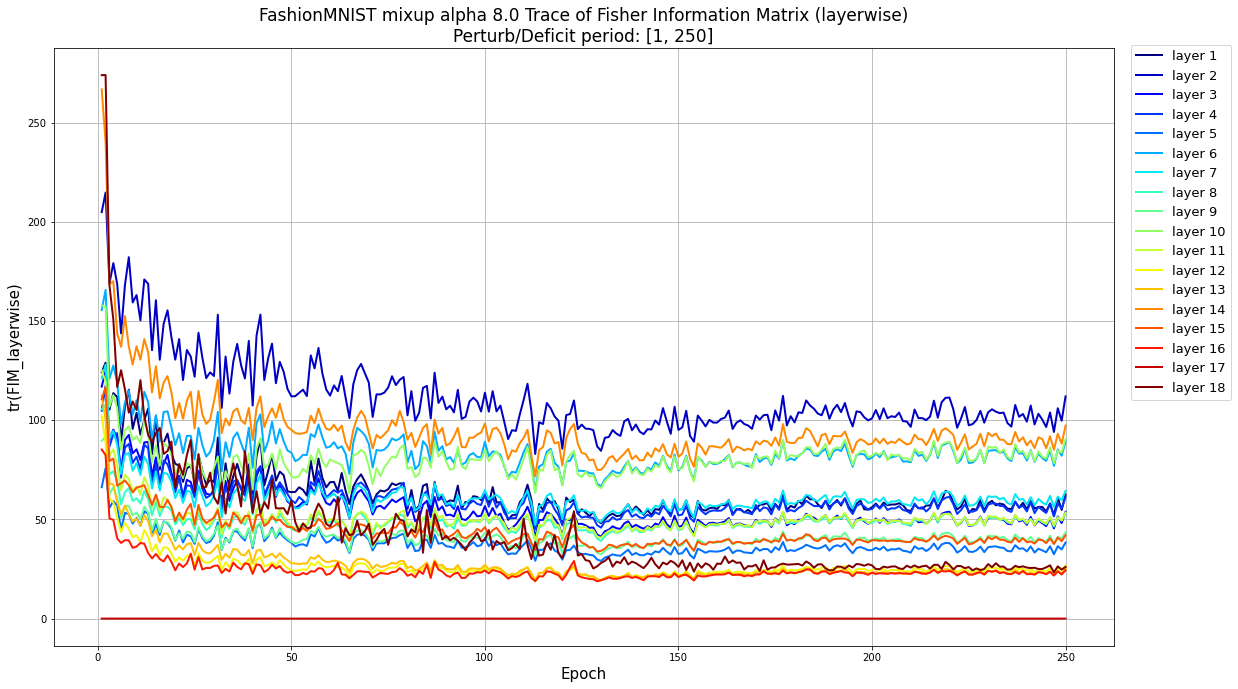 FashionMNIST mixup alpha 8.0 Trace of Fisher Information Matrix (layerwise)
Perturb/Deficit period: [1, 250]
tr(FIM_layerwise)
250
200
150
100
50
0
0
50
100
150
200
250
Epoch
layer 1
layer 2
layer 3
layer 4
layer 5
layer 6
layer 7
layer 8
layer 9
layer 10
layer 11
layer 12
layer 13
layer 14
layer 15
layer 16
layer 17
layer 18